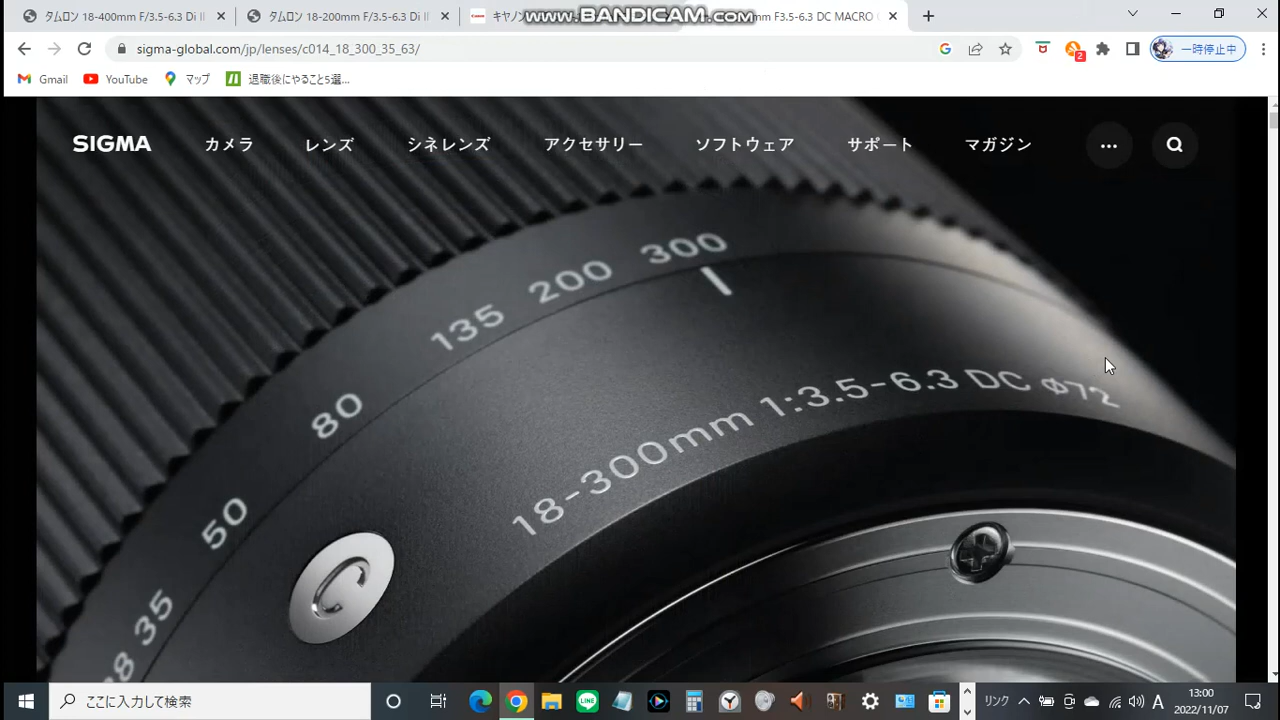 タムロン 18-400mm F/3.5-6.3 Di II
タムロン 18-200mm F/3.5-6.3 Di II
キヤノン
mm F3.5-6.3 DC MACRO
www.BANDICAM.com
sigma-global.com/jp/lenses/c014_18_300_35_63/
2
一時停止中
Gmail
YouTube
マップ
退職後にやること5選...
SIGMA
カメラ
レンズ
シネレンズ
アクセサリー
ソフトウェア
サポート
マガジン
300
200
135
80
50
35
18-300mm 1:3.5-6.3 DC φ72
C
ここに入力して検索
リンク
A
13:00
2022/11/07